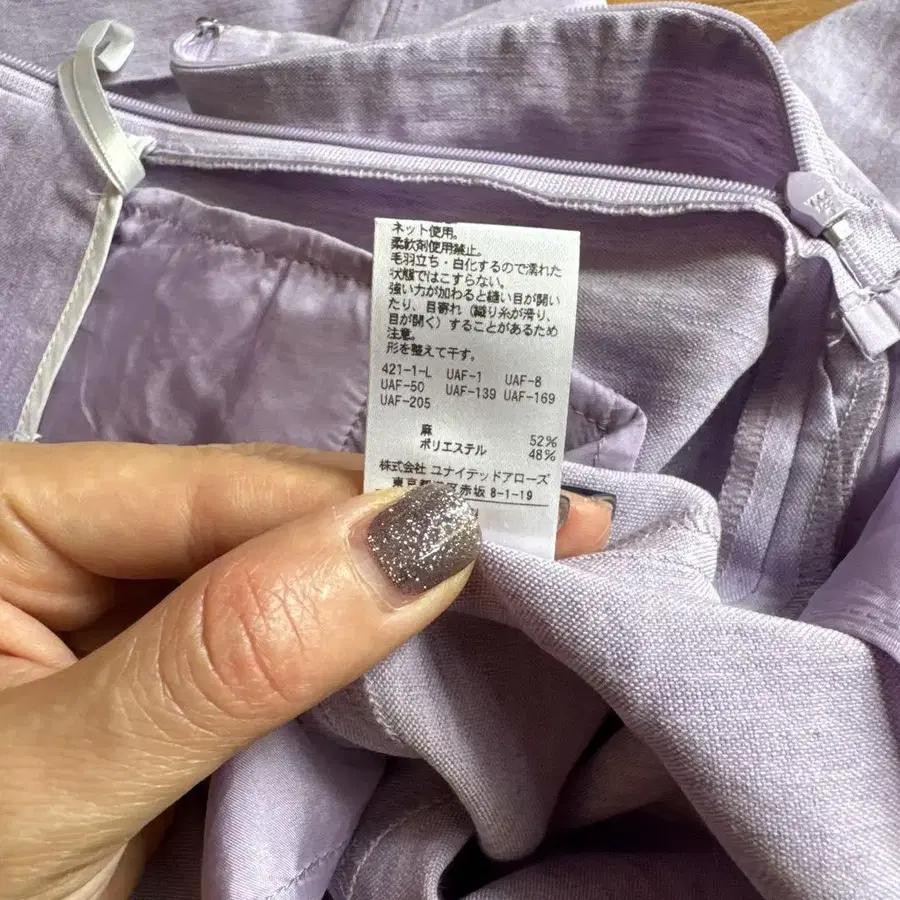 ネット使用。
柔軟剤使用禁止。
毛羽立ち・白化するので濡れた
状態ではこすらない。
強い力が加わると縫い目が開い
たり、目寄れ（織り糸が滑り、
目が開く）することがあるため
注意。
形を整えて干す。
421-1-L UAF-1 UAF-8
UAF-50 UAF-139 UAF-169
UAF-205
麻 52%
ポリエステル 48%
株式会社 ユナイテッドアローズ
東京都港区赤坂 8-1-19